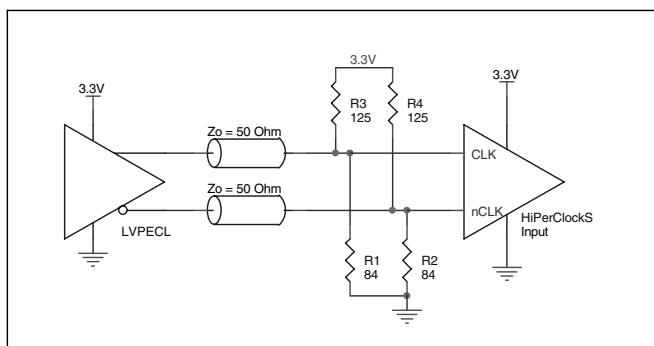 3.3V
3.3V
R3
125
R4
125
3.3V
Zo = 50 Ohm
CLK
Zo = 50 Ohm
nCLK
HiPerClockS
Input
LVPECL
R1
84
R2
84